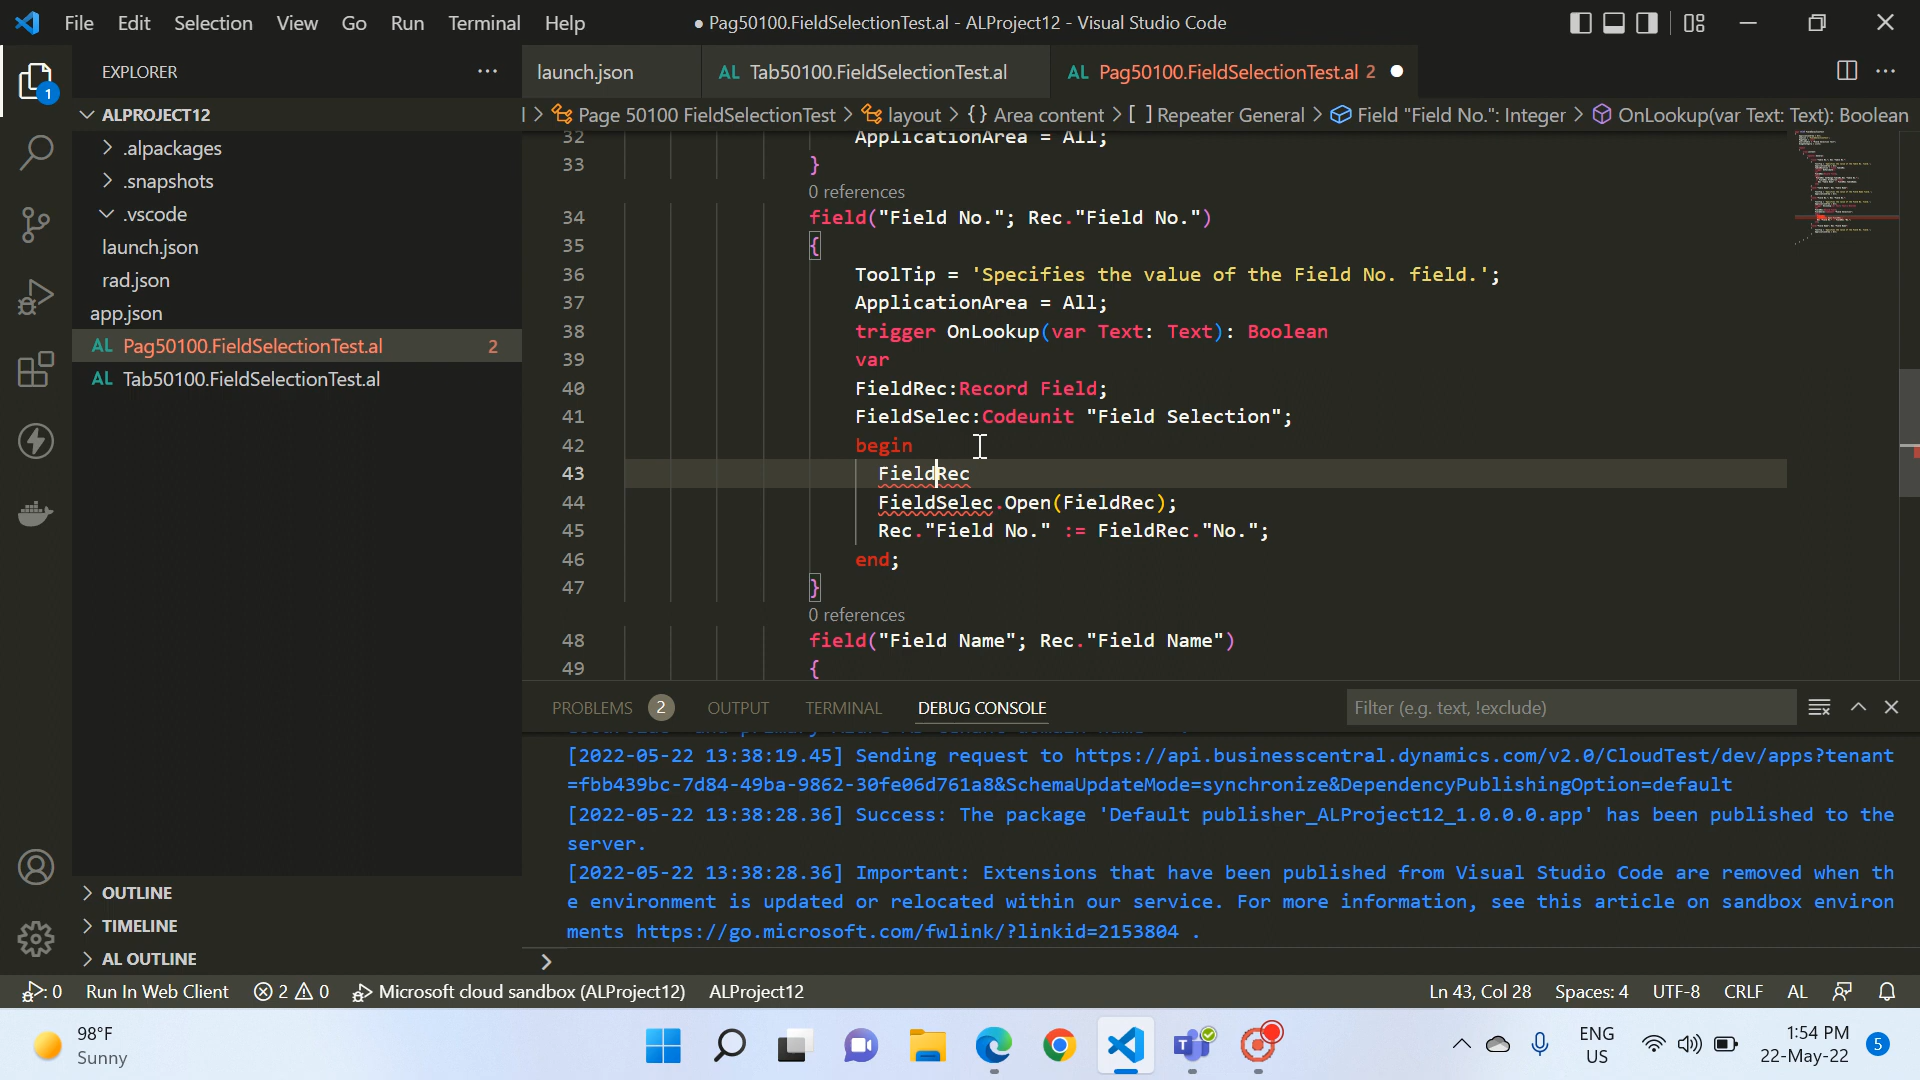 File Edit Selection View Go Run Terminal Help
● Pag50100.FieldSelectionTest.al - ALProject12 - Visual Studio Code
EXPLORER
launch.json
AL Tab50100.FieldSelectionTest.al
AL Pag50100.FieldSelectionTest.al 2
1
ALPROJECT12
l > Page 50100 FieldSelectionTest > layout > {} Area content > [ ] Repeater General > Field "Field No.": Integer > OnLookup(var Text: Text): Boolean
.alpackages
.snapshots
.vscode
launch.json
rad.json
app.json
AL Pag50100.FieldSelectionTest.al 2
AL Tab50100.FieldSelectionTest.al
OUTLINE
TIMELINE
AL OUTLINE
32 ApplicationArea = All;
33 }
0 references
34 field("Field No."; Rec."Field No.")
35 {
36 ToolTip = 'Specifies the value of the Field No. field.';
37 ApplicationArea = All;
38 trigger OnLookup(var Text: Text): Boolean
39 var
40 FieldRec:Record Field;
41 FieldSelec:Codeunit "Field Selection";
42 begin
43 FieldRec
44 FieldSelec.Open(FieldRec);
45 Rec."Field No." := FieldRec."No.";
46 end;
47 }
0 references
48 field("Field Name"; Rec."Field Name")
49 {
PROBLEMS 2 OUTPUT TERMINAL DEBUG CONSOLE
Filter (e.g. text, !exclude)
[2022-05-22 13:38:19.45] Sending request to https://api.businesscentral.dynamics.com/v2.0/CloudTest/dev/apps?tenant
=fbb439bc-7d84-49ba-9862-30fe06d761a8&SchemaUpdateMode=synchronize&DependencyPublishingOption=default
[2022-05-22 13:38:28.36] Success: The package 'Default publisher_ALProject12_1.0.0.0.app' has been published to the
server.
[2022-05-22 13:38:28.36] Important: Extensions that have been published from Visual Studio Code are removed when th
e environment is updated or relocated within our service. For more information, see this article on sandbox environ
ments https://go.microsoft.com/fwlink/?linkid=2153804 .
: 0 Run In Web Client 2 0 Microsoft cloud sandbox (ALProject12) ALProject12
Ln 43, Col 28 Spaces: 4 UTF-8 CRLF AL
98°F
Sunny
ENG
US
1:54 PM
22-May-22
5